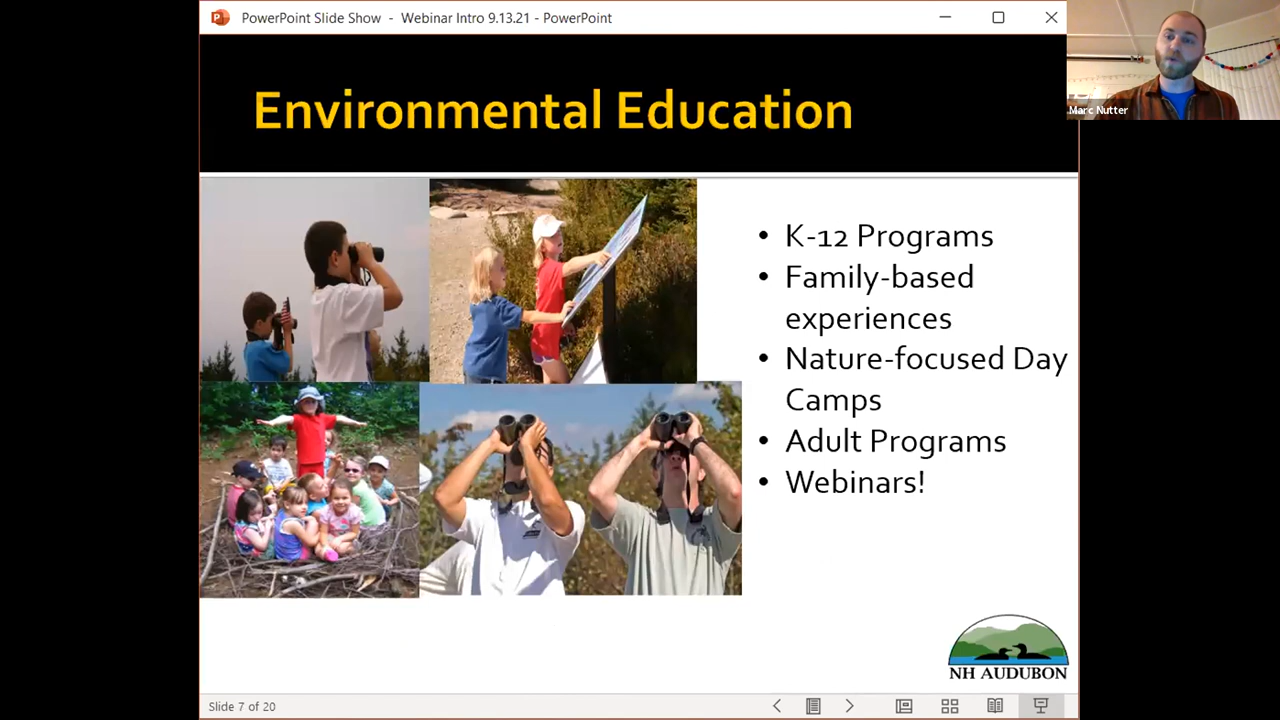 PowerPoint Slide Show - Webinar Intro 9.13.21 - PowerPoint
Marc Nutter
Environmental Education
• K-12 Programs
• Family-based
experiences
• Nature-focused Day
Camps
• Adult Programs
• Webinars!
NH AUDUBON
Slide 7 of 20